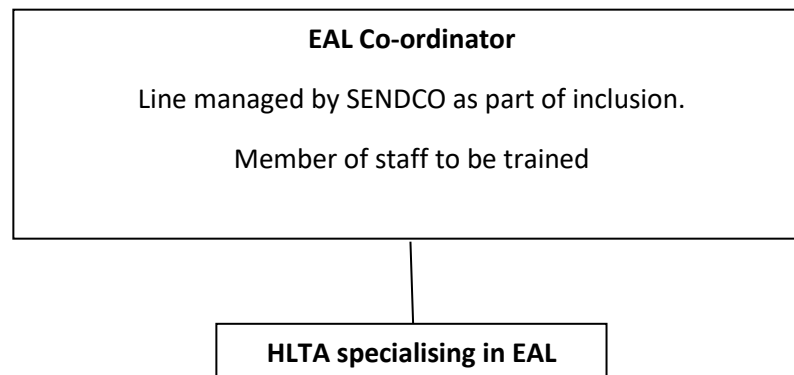 EAL Co-ordinator
Line managed by SENDCO as part of inclusion.
Member of staff to be trained
HLTA specialising in EAL